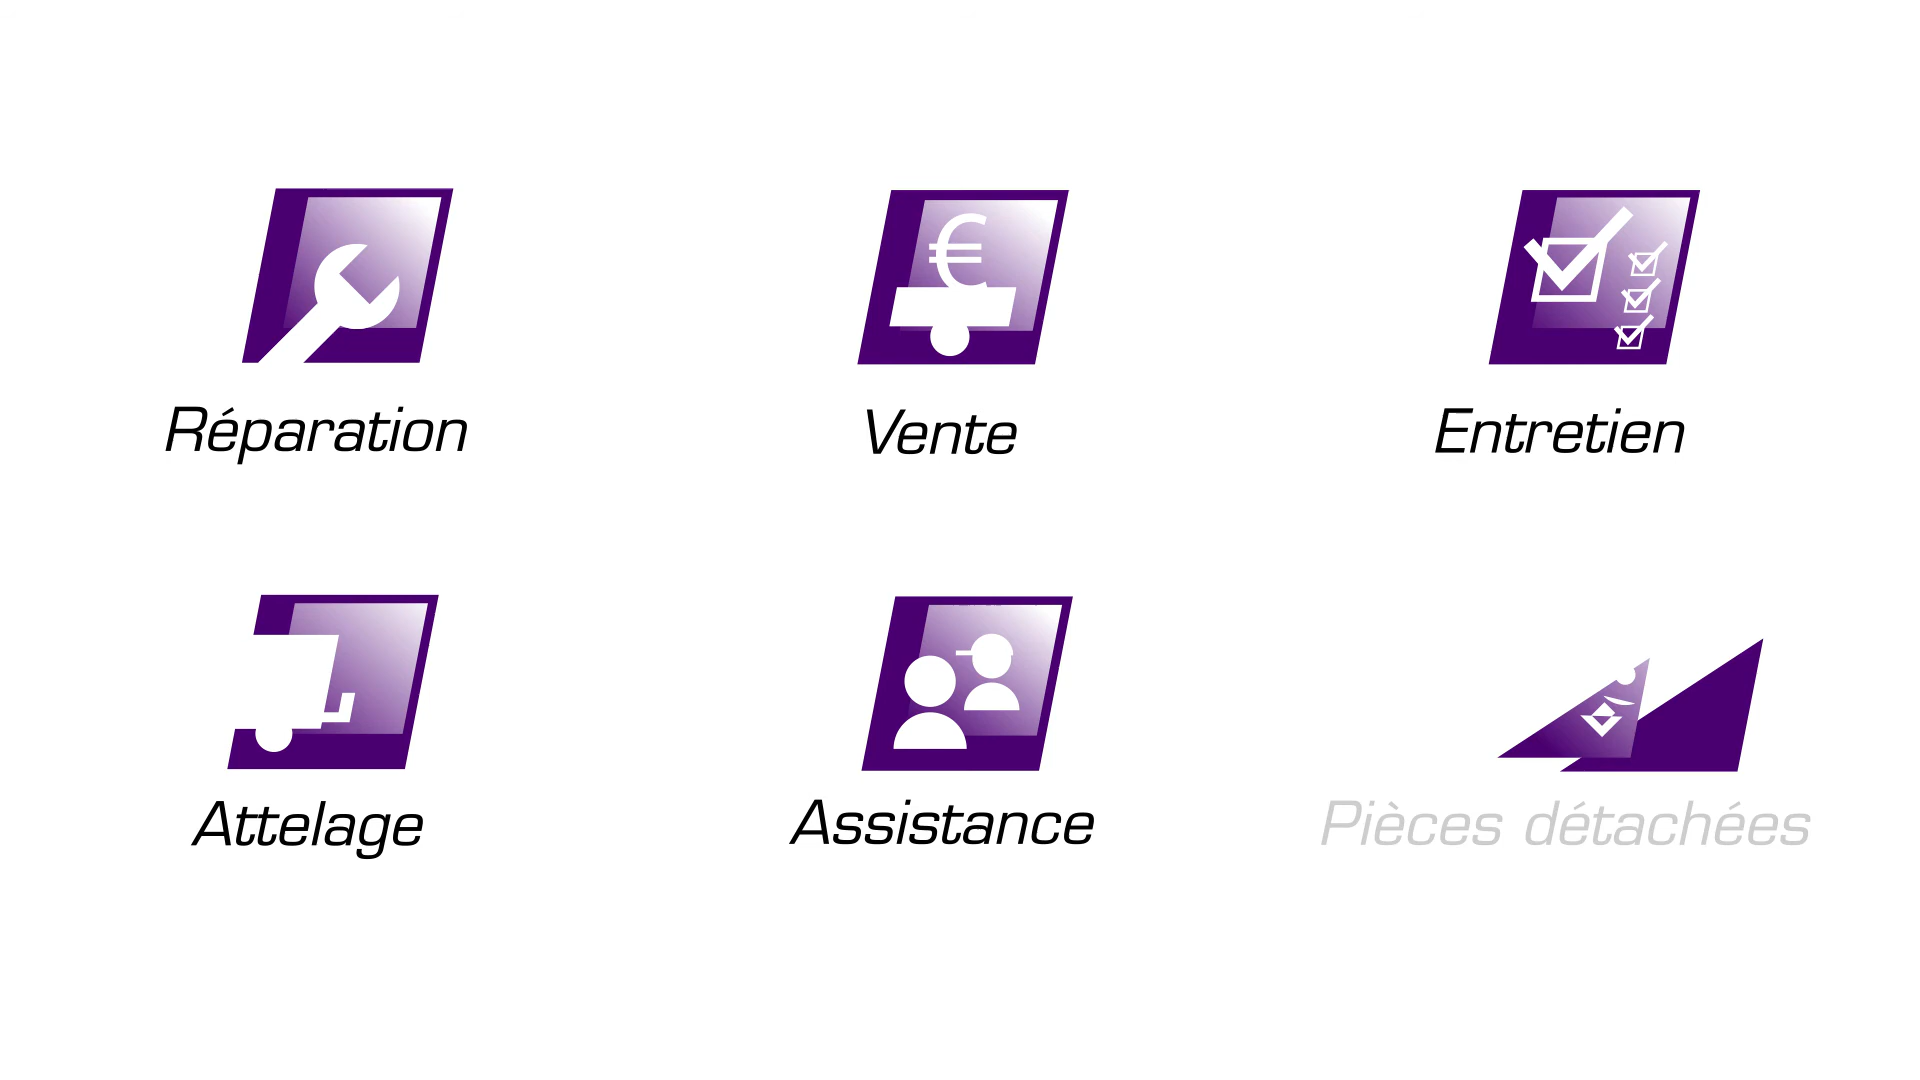 €
Réparation
Vente
Entretien
Attelage
Assistance
Pièces détachées